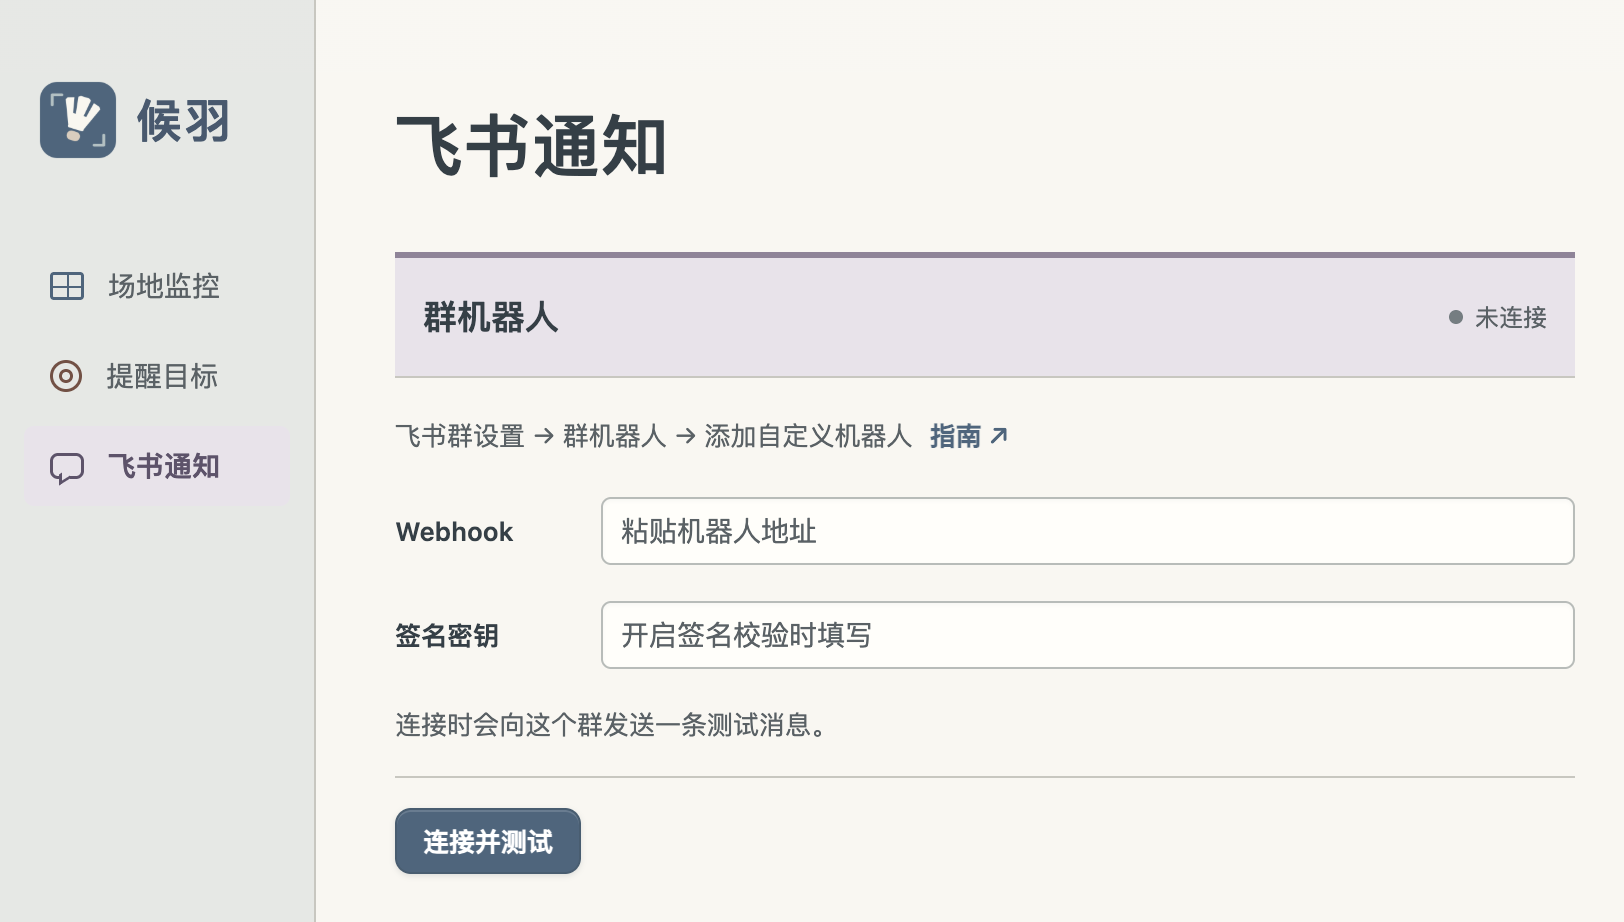 候羽
场地监控
提醒目标
飞书通知
飞书通知
群机器人
未连接
飞书群设置 → 群机器人 → 添加自定义机器人 指南 ↗
Webhook
粘贴机器人地址
签名密钥
开启签名校验时填写
连接时会向这个群发送一条测试消息。
连接并测试